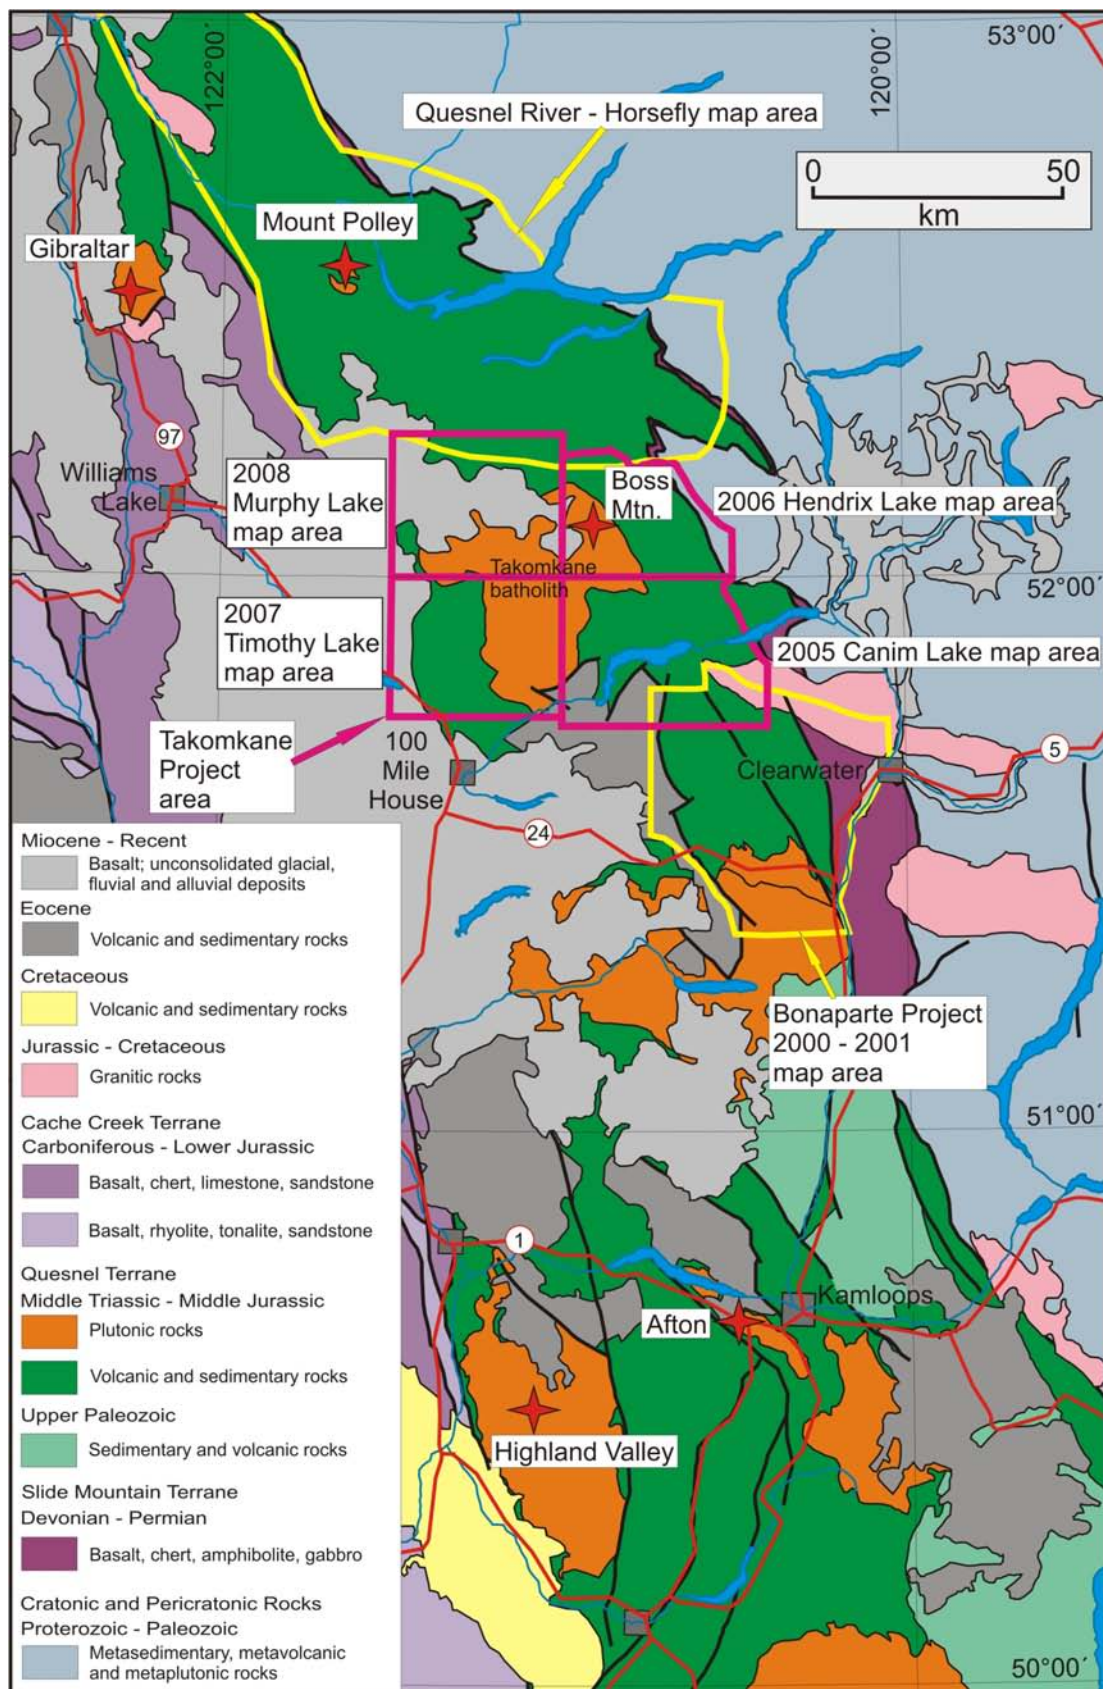 53°00´
122°00´
120°00´
Quesnel River - Horsefly map area
0 50
km
Mount Polley
Gibraltar
97
Williams
Lake
2008
Murphy Lake
map area
Boss
Mtn.
2006 Hendrix Lake map area
Takomkane
batholith
52°00´
2007
Timothy Lake
map area
2005 Canim Lake map area
Takomkane
Project
area
100
Mile
House
Clearwater
5
24
Bonaparte Project
2000 - 2001
map area
51°00´
1
Kamloops
Afton
Highland Valley
50°00´
Miocene - Recent
Basalt; unconsolidated glacial,
fluvial and alluvial deposits
Eocene
Volcanic and sedimentary rocks
Cretaceous
Volcanic and sedimentary rocks
Jurassic - Cretaceous
Granitic rocks
Cache Creek Terrane
Carboniferous - Lower Jurassic
Basalt, chert, limestone, sandstone
Basalt, rhyolite, tonalite, sandstone
Quesnel Terrane
Middle Triassic - Middle Jurassic
Plutonic rocks
Volcanic and sedimentary rocks
Upper Paleozoic
Sedimentary and volcanic rocks
Slide Mountain Terrane
Devonian - Permian
Basalt, chert, amphibolite, gabbro
Cratonic and Pericratonic Rocks
Proterozoic - Paleozoic
Metasedimentary, metavolcanic
and metaplutonic rocks